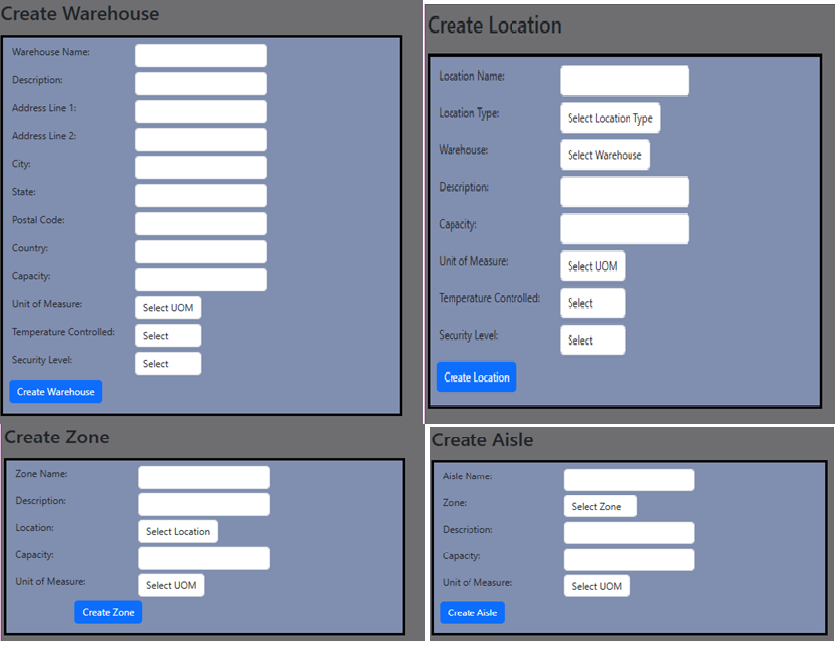 Create Warehouse
Warehouse Name:
Description:
Address Line 1:
Address Line 2:
City:
State:
Postal Code:
Country:
Capacity:
Unit of Measure: Select UOM
Temperature Controlled: Select
Security Level: Select
Create Warehouse
Create Location
Location Name:
Location Type: Select Location Type
Warehouse: Select Warehouse
Description:
Capacity:
Unit of Measure: Select UOM
Temperature Controlled: Select
Security Level: Select
Create Location
Create Zone
Zone Name:
Description:
Location: Select Location
Capacity:
Unit of Measure: Select UOM
Create Zone
Create Aisle
Aisle Name:
Zone: Select Zone
Description:
Capacity:
Unit of Measure: Select UOM
Create Aisle